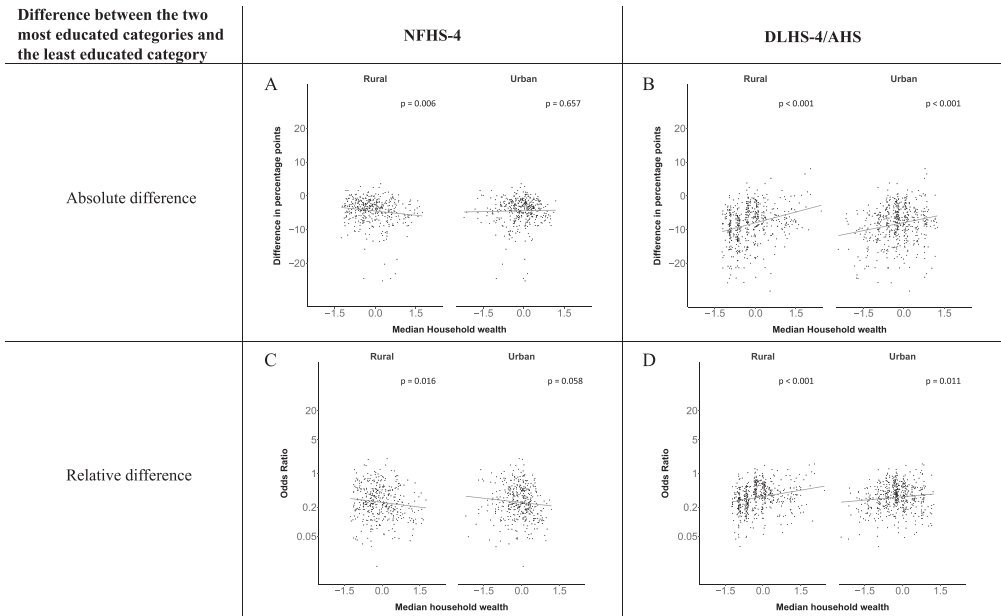 Difference between the two
most educated categories and
the least educated category
NFHS-4
DLHS-4/AHS
Absolute difference
A
Rural
Urban
p = 0.006
p = 0.657
Difference in percentage points
20
10
0
−10
−20
−1.5 0.0 1.5
−1.5 0.0 1.5
Median Household wealth
B
Rural
Urban
p < 0.001
p < 0.001
Difference in percentage points
20
10
0
−10
−20
−1.5 0.0 1.5
−1.5 0.0 1.5
Median Household wealth
Relative difference
C
Rural
Urban
p = 0.016
p = 0.058
Odds Ratio
20
5
1
0.2
0.05
−1.5 0.0 1.5
−1.5 0.0 1.5
Median household wealth
D
Rural
Urban
p < 0.001
p = 0.011
Odds Ratio
20
5
1
0.2
0.05
−1.5 0.0 1.5
−1.5 0.0 1.5
Median household wealth